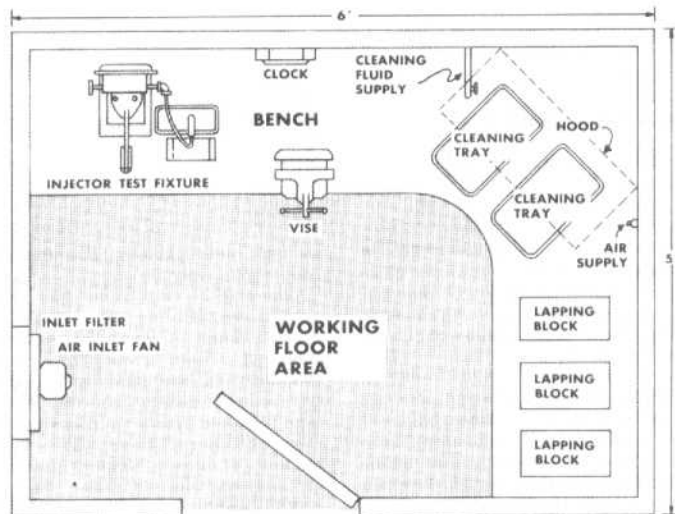 6'
CLOCK
CLEANING
FLUID
SUPPLY
BENCH
HOOD
CLEANING
TRAY
INJECTOR TEST FIXTURE
CLEANING
TRAY
VISE
AIR
SUPPLY
5
LAPPING
BLOCK
INLET FILTER
AIR INLET FAN
WORKING
FLOOR
AREA
LAPPING
BLOCK
LAPPING
BLOCK